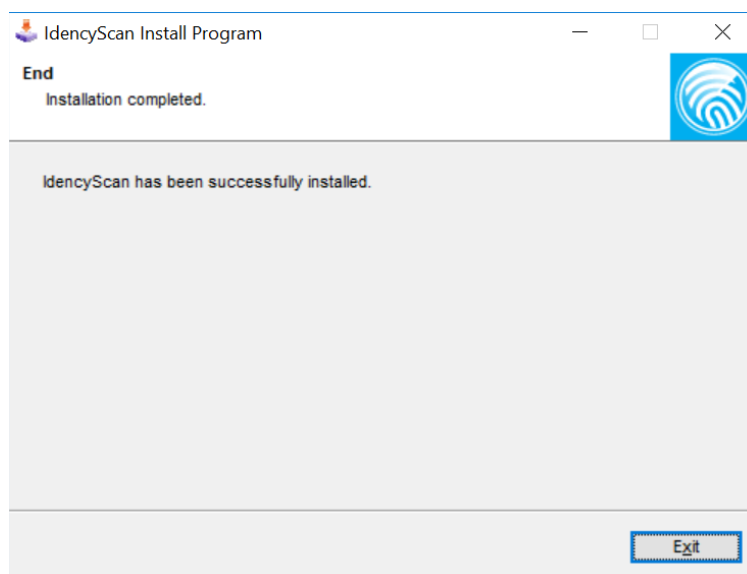 IdencyScan Install Program
End
Installation completed.
IdencyScan has been successfully installed.
Exit